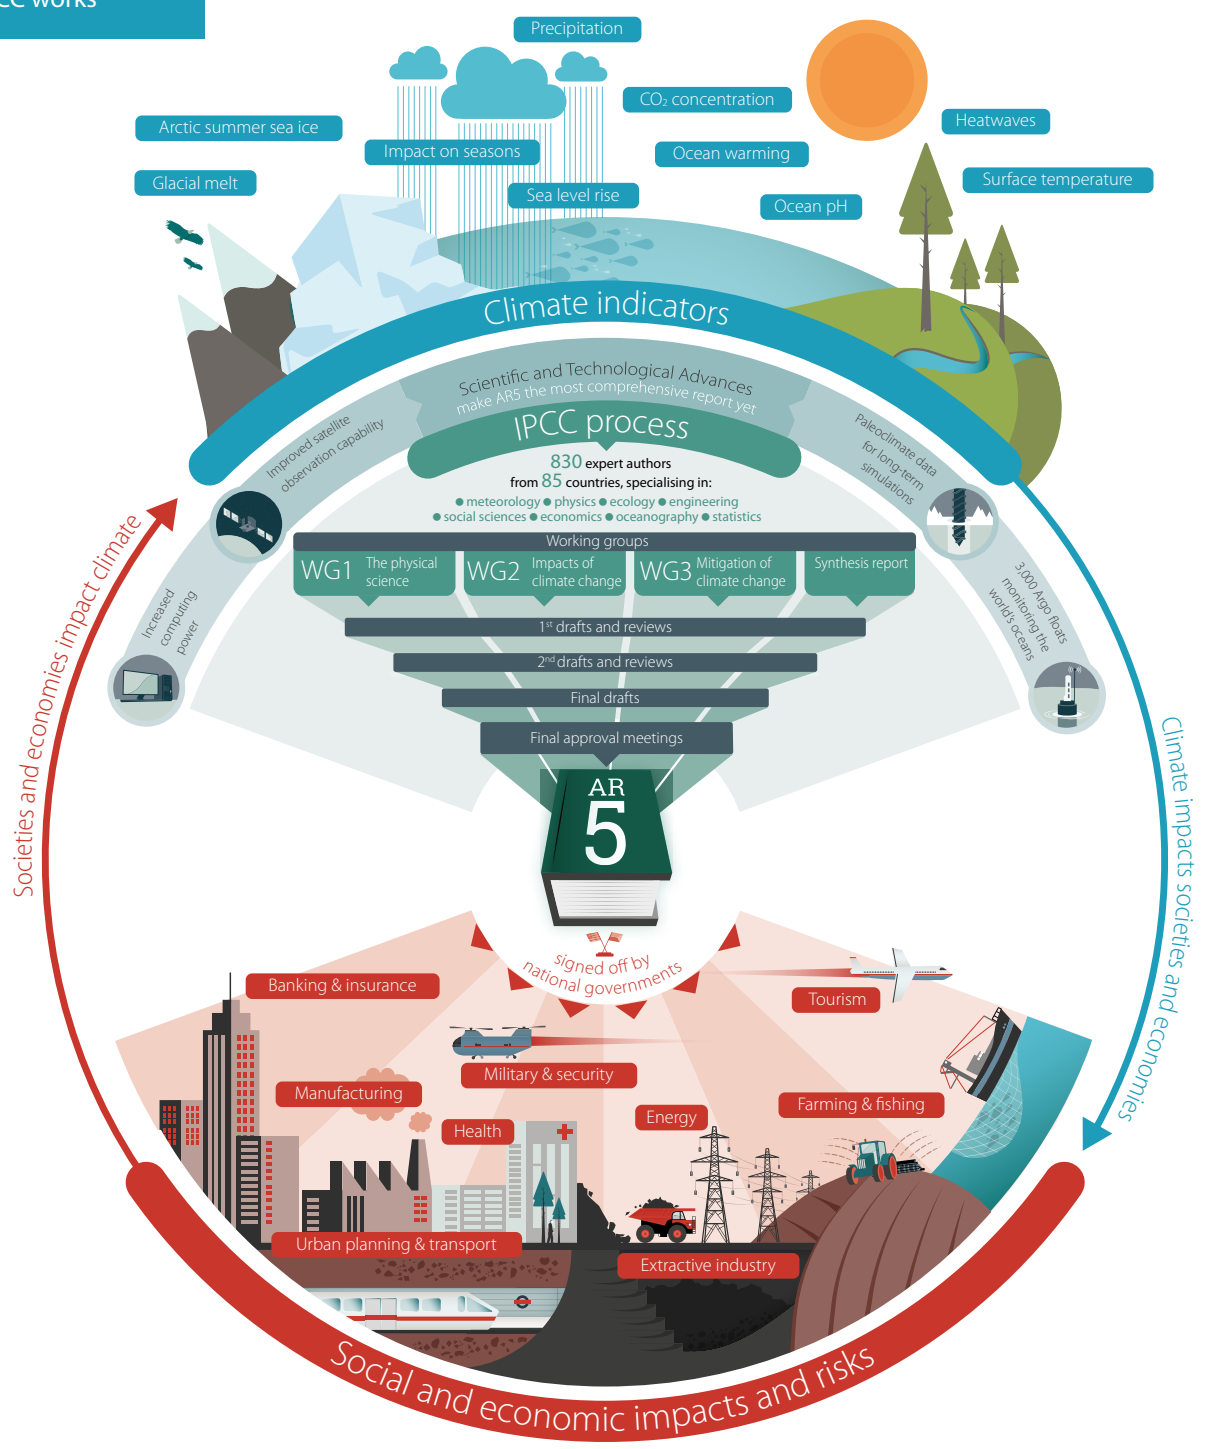 CC works
Precipitation
CO₂ concentration
Heatwaves
Arctic summer sea ice
Impact on seasons
Ocean warming
Glacial melt
Sea level rise
Ocean pH
Surface temperature
Climate indicators
Scientific and Technological Advances
make AR5 the most comprehensive report yet
IPCC process
Improved satellite
observation capability
Paleoclimate data
for long-term
simulations
Increased
computing
power
3,000 Argo floats
monitoring the
world's oceans
830 expert authors
from 85 countries, specialising in:
● meteorology ● physics ● ecology ● engineering
● social sciences ● economics ● oceanography ● statistics
Working groups
WG1 The physical
science
WG2 Impacts of
climate change
WG3 Mitigation of
climate change
Synthesis report
1st drafts and reviews
2nd drafts and reviews
Final drafts
Final approval meetings
AR
5
signed off by
national governments
Societies and economies impact climate
Climate impacts societies and economies
Banking & insurance
Tourism
Military & security
Manufacturing
Farming & fishing
Energy
Health
Urban planning & transport
Extractive industry
Social and economic impacts and risks